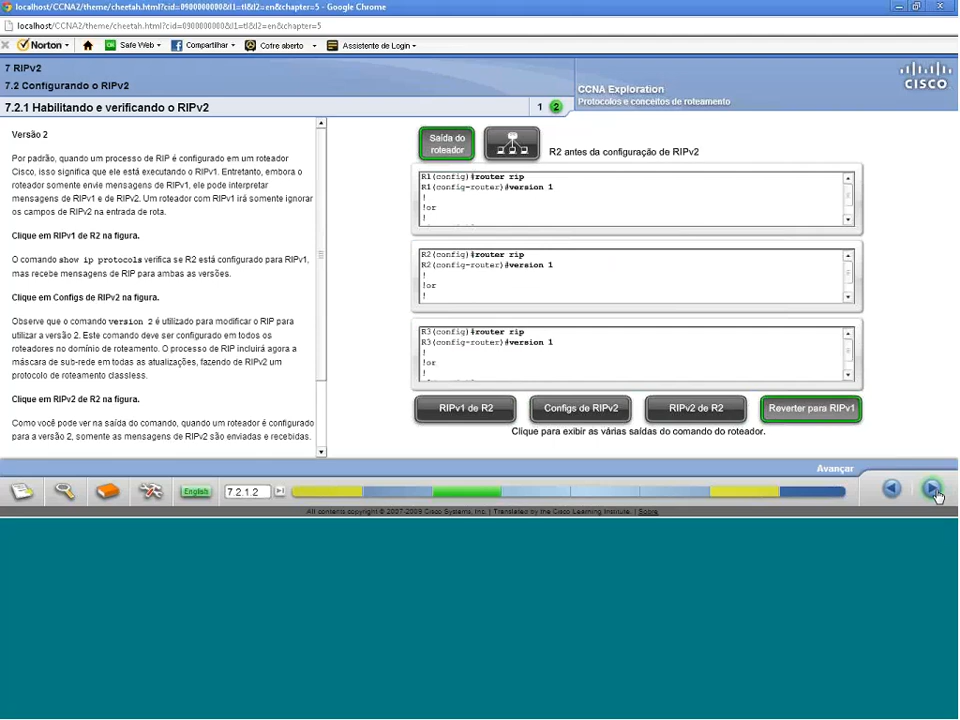 localhost/CCNA2/theme/cheetah.html?cid=0900000000&l1=tl&l2=en&chapter=5 - Google Chrome
localhost/CCNA2/theme/cheetah.html?cid=0900000000&l1=tl&l2=en&chapter=5
Norton
Safe Web
Compartilhar
Cofre aberto
Assistente de Login
7 RIPv2
7.2 Configurando o RIPv2
7.2.1 Habilitando e verificando o RIPv2
1 2
CCNA Exploration
Protocolos e conceitos de roteamento
CISCO
Versão 2
Por padrão, quando um processo de RIP é configurado em um roteador
Cisco, isso significa que ele está executando o RIPv1. Entretanto, embora o
roteador somente envie mensagens de RIPv1, ele pode interpretar
mensagens de RIPv1 e de RIPv2. Um roteador com RIPv1 irá somente ignorar
os campos de RIPv2 na entrada de rota.
Clique em RIPv1 de R2 na figura.
O comando show ip protocols verifica se R2 está configurado para RIPv1,
mas recebe mensagens de RIP para ambas as versões.
Clique em Configs de RIPv2 na figura.
Observe que o comando version 2 é utilizado para modificar o RIP para
utilizar a versão 2. Este comando deve ser configurado em todos os
roteadores no domínio de roteamento. O processo de RIP incluirá agora a
máscara de sub-rede em todas as atualizações, fazendo de RIPv2 um
protocolo de roteamento classless.
Clique em RIPv2 de R2 na figura.
Como você pode ver na saída do comando, quando um roteador é configurado
para a versão 2, somente as mensagens de RIPv2 são enviadas e recebidas.
Saída do
roteador
R2 antes da configuração de RIPv2
R1(config)#router rip
R1(config-router)#version 1
!
!or
!
R2(config)#router rip
R2(config-router)#version 1
!
!or
!
R3(config)#router rip
R3(config-router)#version 1
!
!or
!
RIPv1 de R2
Configs de RIPv2
RIPv2 de R2
Reverter para RIPv1
Clique para exibir as várias saídas do comando do roteador.
Avançar
English
7.2.1.2
All contents copyright © 2007-2009 Cisco Systems, Inc. | Translated by the Cisco Learning Institute. | Sobre